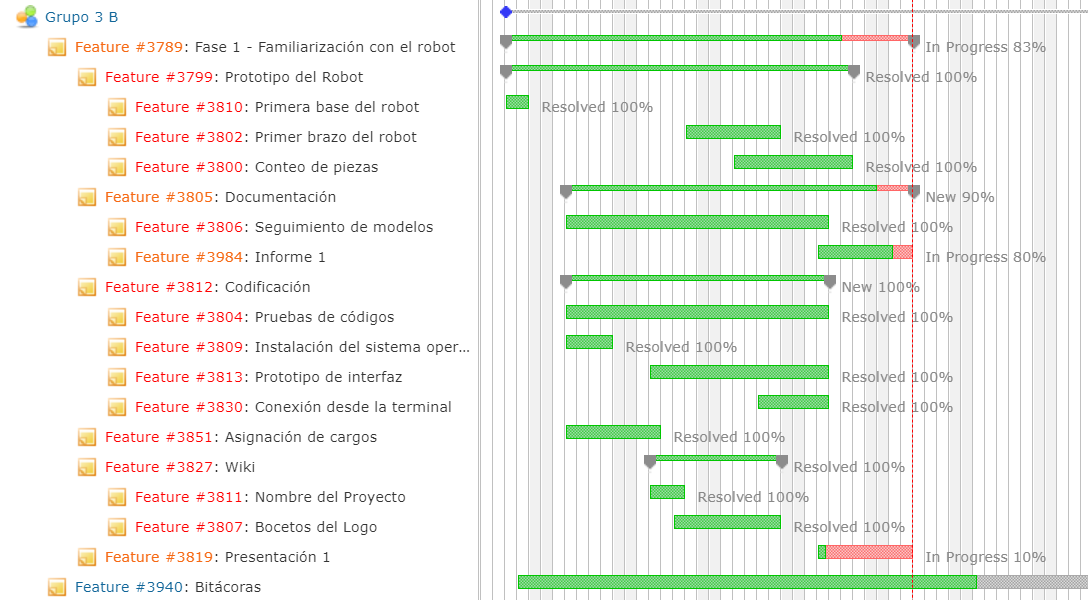 Grupo 3 B
Feature #3789: Fase 1 - Familiarización con el robot In Progress 83%
Feature #3799: Prototipo del Robot Resolved 100%
Feature #3810: Primera base del robot Resolved 100%
Feature #3802: Primer brazo del robot Resolved 100%
Feature #3800: Conteo de piezas Resolved 100%
Feature #3805: Documentación New 90%
Feature #3806: Seguimiento de modelos Resolved 100%
Feature #3984: Informe 1 In Progress 80%
Feature #3812: Codificación New 100%
Feature #3804: Pruebas de códigos Resolved 100%
Feature #3809: Instalación del sistema oper... Resolved 100%
Feature #3813: Prototipo de interfaz Resolved 100%
Feature #3830: Conexión desde la terminal Resolved 100%
Feature #3851: Asignación de cargos Resolved 100%
Feature #3827: Wiki Resolved 100%
Feature #3811: Nombre del Proyecto Resolved 100%
Feature #3807: Bocetos del Logo Resolved 100%
Feature #3819: Presentación 1 In Progress 10%
Feature #3940: Bitácoras